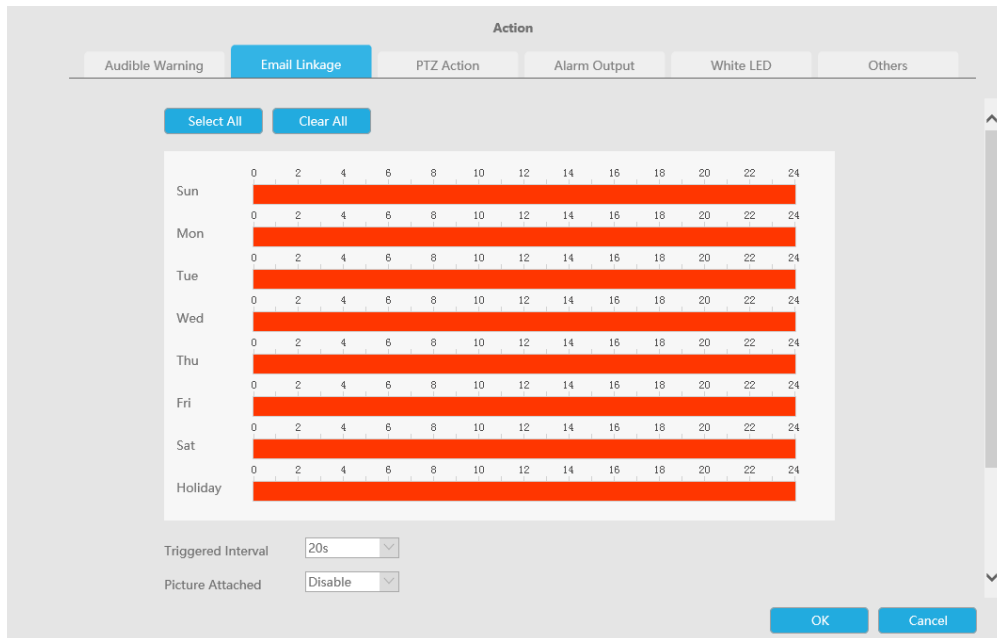 Action
Audible Warning Email Linkage PTZ Action Alarm Output White LED Others
Select All Clear All
0 2 4 6 8 10 12 14 16 18 20 22 24
Sun
0 2 4 6 8 10 12 14 16 18 20 22 24
Mon
0 2 4 6 8 10 12 14 16 18 20 22 24
Tue
0 2 4 6 8 10 12 14 16 18 20 22 24
Wed
0 2 4 6 8 10 12 14 16 18 20 22 24
Thu
0 2 4 6 8 10 12 14 16 18 20 22 24
Fri
0 2 4 6 8 10 12 14 16 18 20 22 24
Sat
0 2 4 6 8 10 12 14 16 18 20 22 24
Holiday
Triggered Interval 20s
Picture Attached Disable
OK Cancel